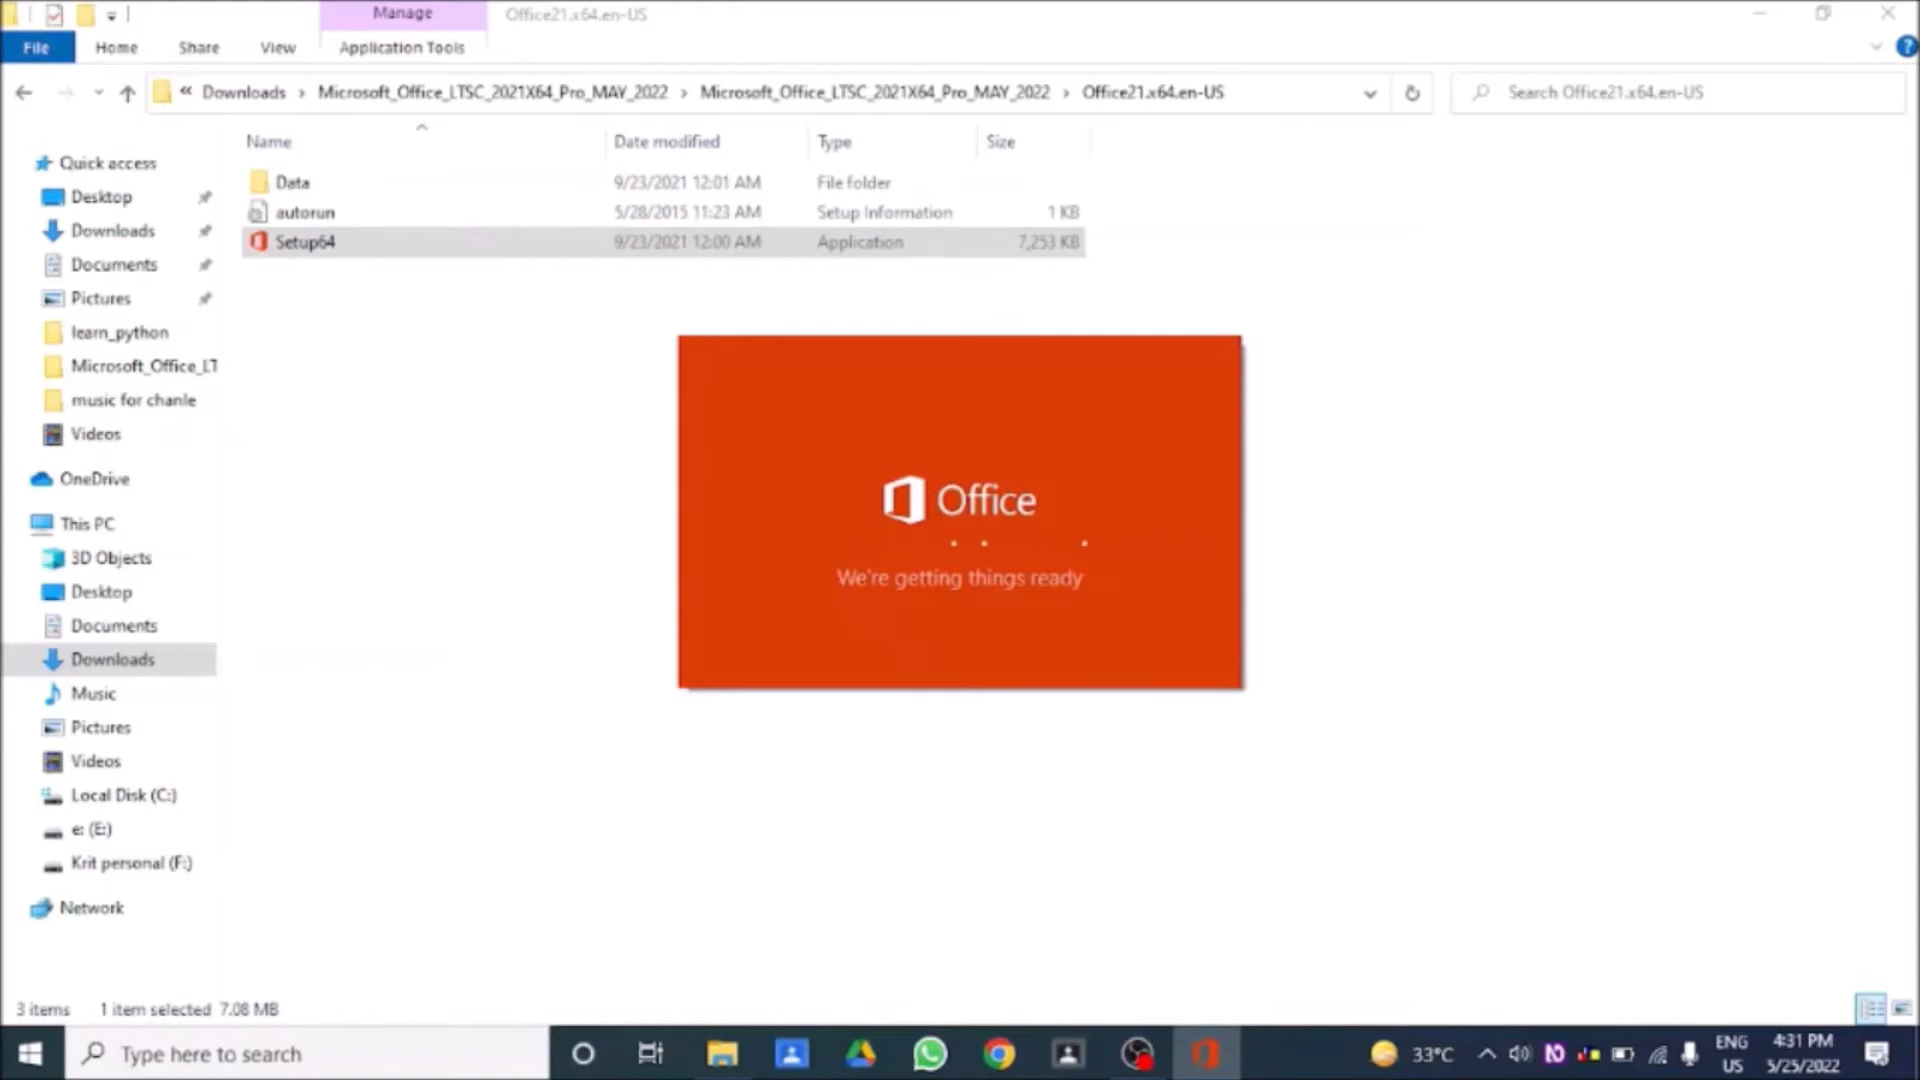 Manage
Office21.x64.en-US
File
Home
Share
View
Application Tools
?
« Downloads › Microsoft_Office_LTSC_2021X64_Pro_MAY_2022 › Microsoft_Office_LTSC_2021X64_Pro_MAY_2022 › Office21.x64.en-US
Search Office21.x64.en-US
Name
Date modified
Type
Size
Data
9/23/2021 12:01 AM
File folder
autorun
5/28/2015 11:23 AM
Setup Information
1 KB
Setup64
9/23/2021 12:00 AM
Application
7,253 KB
Quick access
Desktop
Downloads
Documents
Pictures
learn_python
Microsoft_Office_LT
music for chanle
Videos
OneDrive
This PC
3D Objects
Desktop
Documents
Downloads
Music
Pictures
Videos
Local Disk (C:)
e: (E:)
Krit personal (F:)
Network
Office
We're getting things ready
3 items
1 item selected 7.08 MB
Type here to search
33°C
ENG
US
4:31 PM
5/25/2022